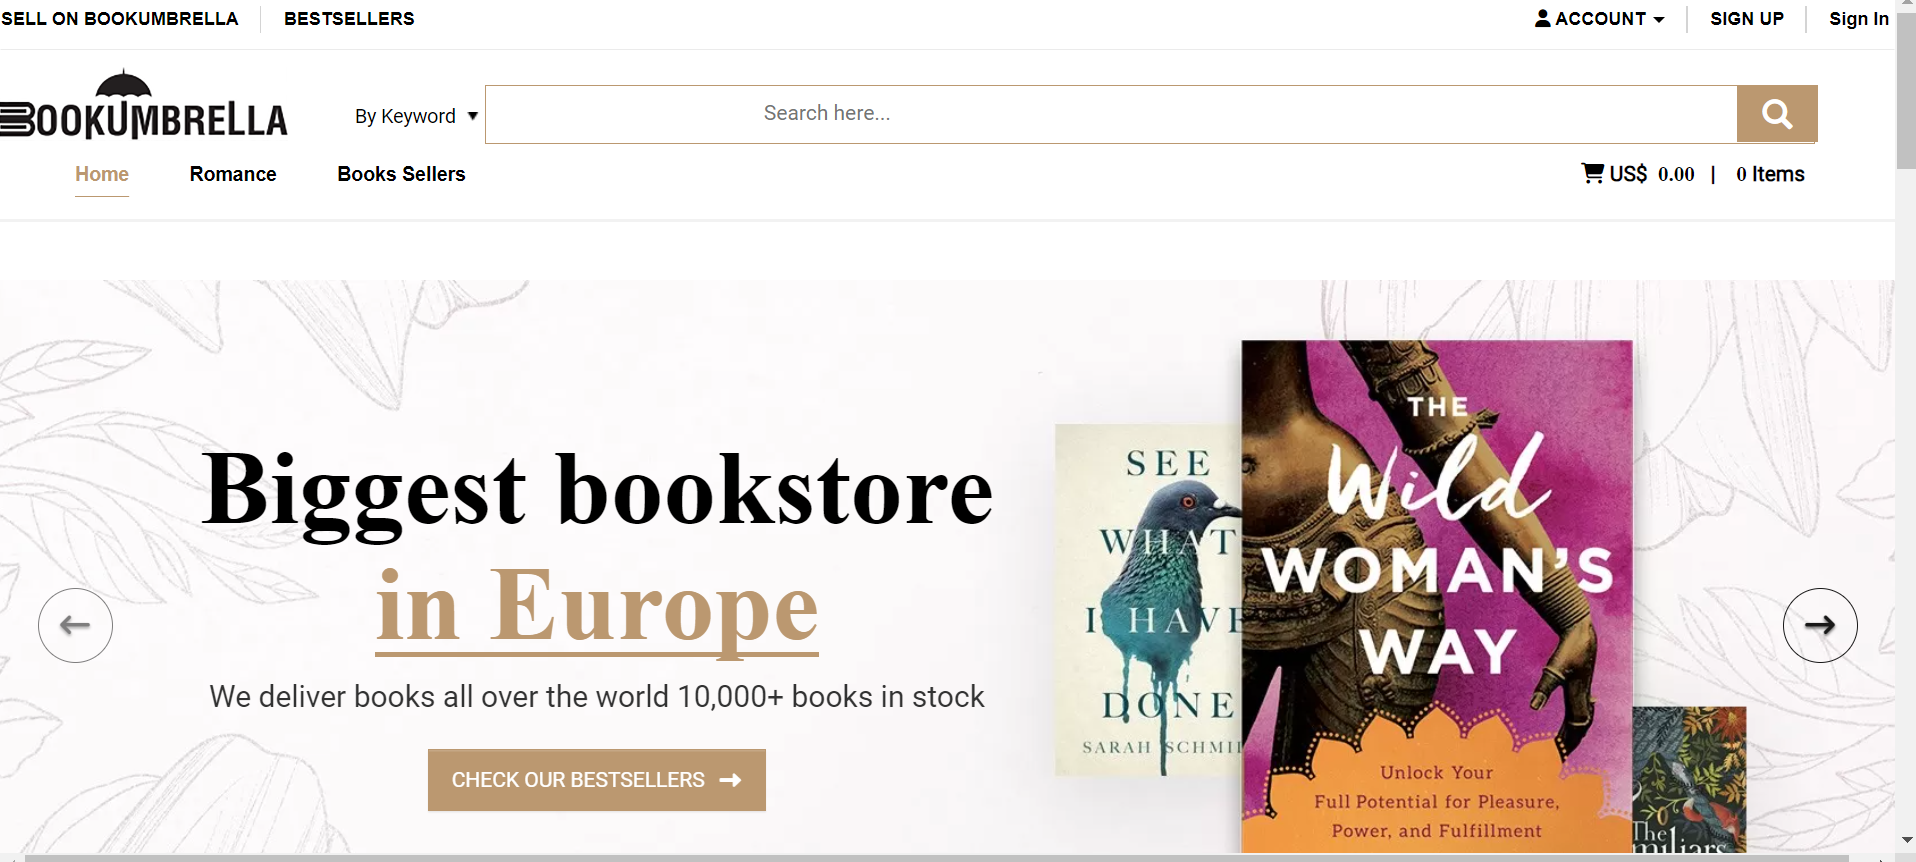 SELL ON BOOKUMBRELLA BESTSELLERS ACCOUNT SIGN UP Sign In
BOOKUMBRELLA
By Keyword Search here...
Home Romance Books Sellers US$ 0.00 | 0 Items
Biggest bookstore
in Europe
We deliver books all over the world 10,000+ books in stock
CHECK OUR BESTSELLERS
SEE
WHAT
I HAVE
DONE
SARAH SCHMI
THE
Wild
WOMAN'S
WAY
Unlock Your
Full Potential for Pleasure,
Power, and Fulfillment
The
miliars